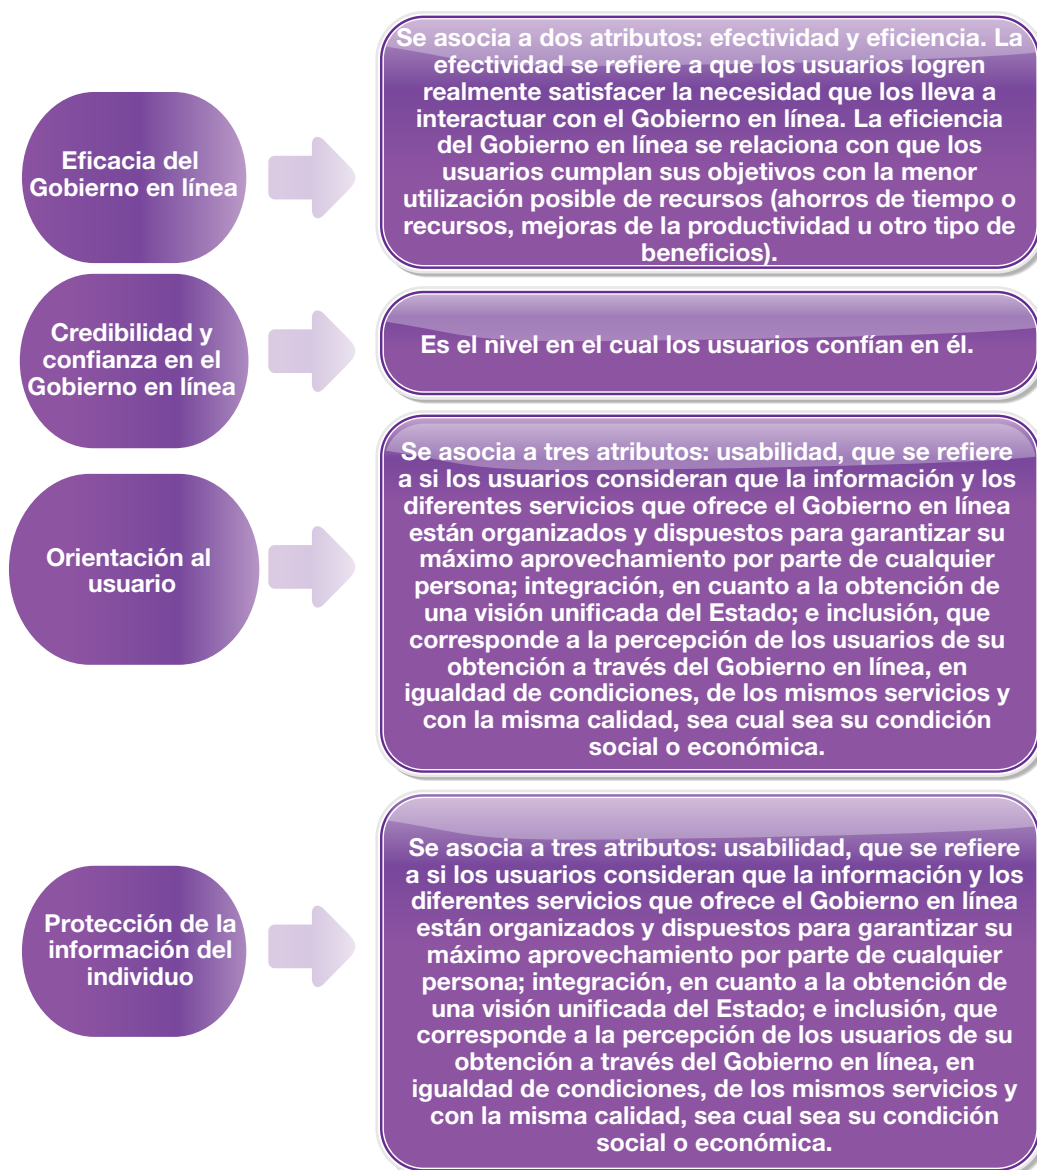 Eficacia del
Gobierno en línea
Se asocia a dos atributos: efectividad y eficiencia. La
efectividad se refiere a que los usuarios logren
realmente satisfacer la necesidad que los lleva a
interactuar con el Gobierno en línea. La eficiencia
del Gobierno en línea se relaciona con que los
usuarios cumplan sus objetivos con la menor
utilización posible de recursos (ahorros de tiempo o
recursos, mejoras de la productividad u otro tipo de
beneficios).
Credibilidad y
confianza en el
Gobierno en línea
Es el nivel en el cual los usuarios confían en él.
Orientación al
usuario
Se asocia a tres atributos: usabilidad, que se refiere
a si los usuarios consideran que la información y los
diferentes servicios que ofrece el Gobierno en línea
están organizados y dispuestos para garantizar su
máximo aprovechamiento por parte de cualquier
persona; integración, en cuanto a la obtención de
una visión unificada del Estado; e inclusión, que
corresponde a la percepción de los usuarios de su
obtención a través del Gobierno en línea, en
igualdad de condiciones, de los mismos servicios y
con la misma calidad, sea cual sea su condición
social o económica.
Protección de la
información del
individuo
Se asocia a tres atributos: usabilidad, que se refiere
a si los usuarios consideran que la información y los
diferentes servicios que ofrece el Gobierno en línea
están organizados y dispuestos para garantizar su
máximo aprovechamiento por parte de cualquier
persona; integración, en cuanto a la obtención de
una visión unificada del Estado; e inclusión, que
corresponde a la percepción de los usuarios de su
obtención a través del Gobierno en línea, en
igualdad de condiciones, de los mismos servicios y
con la misma calidad, sea cual sea su condición
social o económica.